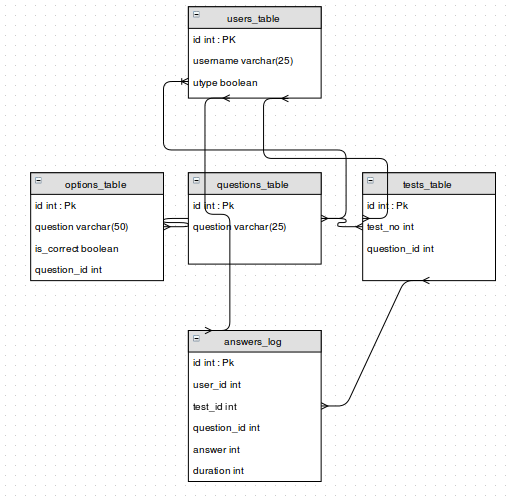 users_table
id int : PK
username varchar(25)
utype boolean
options_table
id int : Pk
question varchar(50)
is_correct boolean
question_id int
questions_table
id int : Pk
question varchar(25)
tests_table
id int : Pk
test_no int
question_id int
answers_log
id int : Pk
user_id int
test_id int
question_id int
answer int
duration int